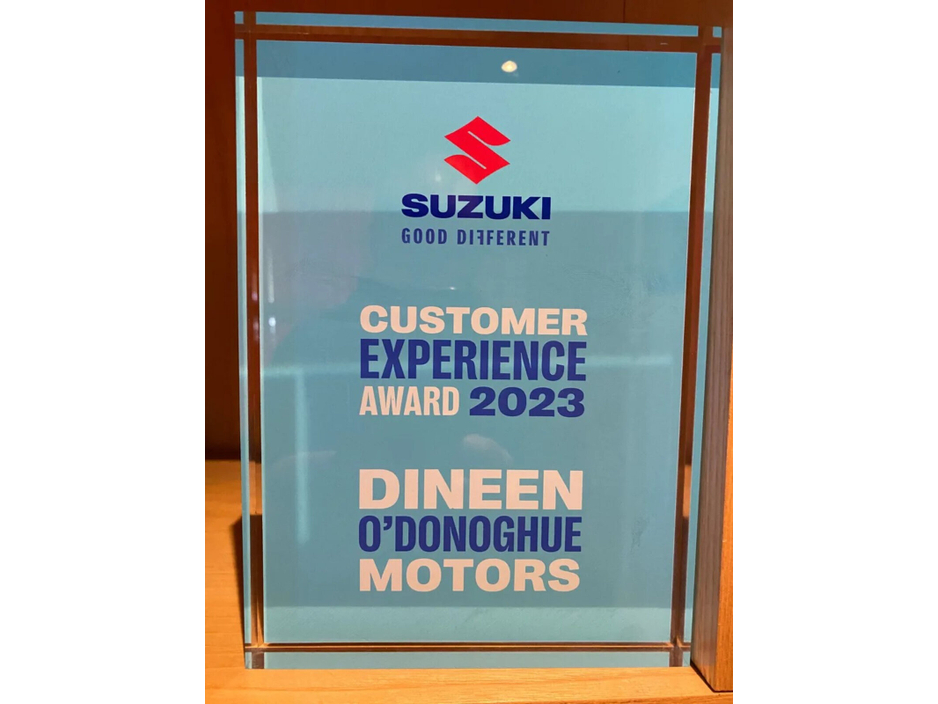 SUZUKI
GOOD DIFFERENT
CUSTOMER
EXPERIENCE
AWARD 2023
DINEEN
O'DONOGHUE
MOTORS